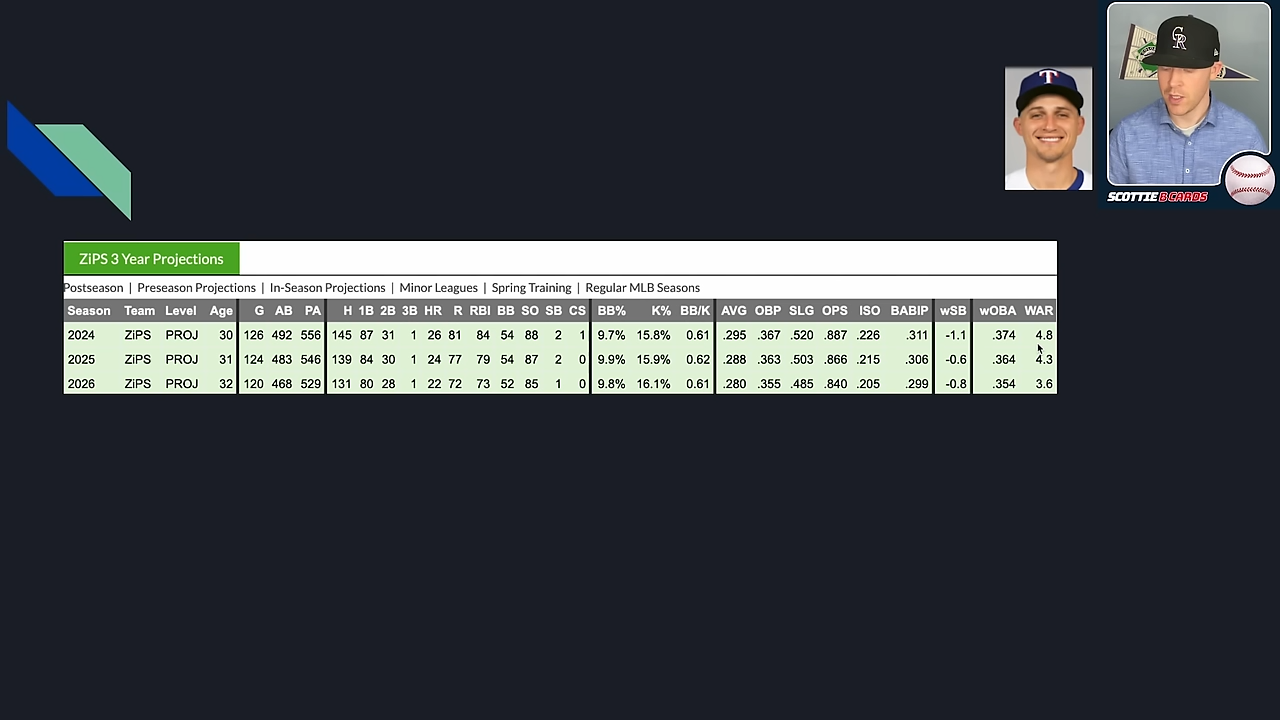 CR
T
SCOTTIE B CARDS
ZiPS 3 Year Projections
Postseason | Preseason Projections | In-Season Projections | Minor Leagues | Spring Training | Regular MLB Seasons
Season Team Level Age G AB PA H 1B 2B 3B HR R RBI BB SO SB CS BB% K% BB/K AVG OBP SLG OPS ISO BABIP wSB wOBA WAR
2024 ZiPS PROJ 30 126 492 556 145 87 31 1 26 81 84 54 88 2 1 9.7% 15.8% 0.61 .295 .367 .520 .887 .226 .311 -1.1 .374 4.8
2025 ZiPS PROJ 31 124 483 546 139 84 30 1 24 77 79 54 87 2 0 9.9% 15.9% 0.62 .288 .363 .503 .866 .215 .306 -0.6 .364 4.3
2026 ZiPS PROJ 32 120 468 529 131 80 28 1 22 72 73 52 85 1 0 9.8% 16.1% 0.61 .280 .355 .485 .840 .205 .299 -0.8 .354 3.6